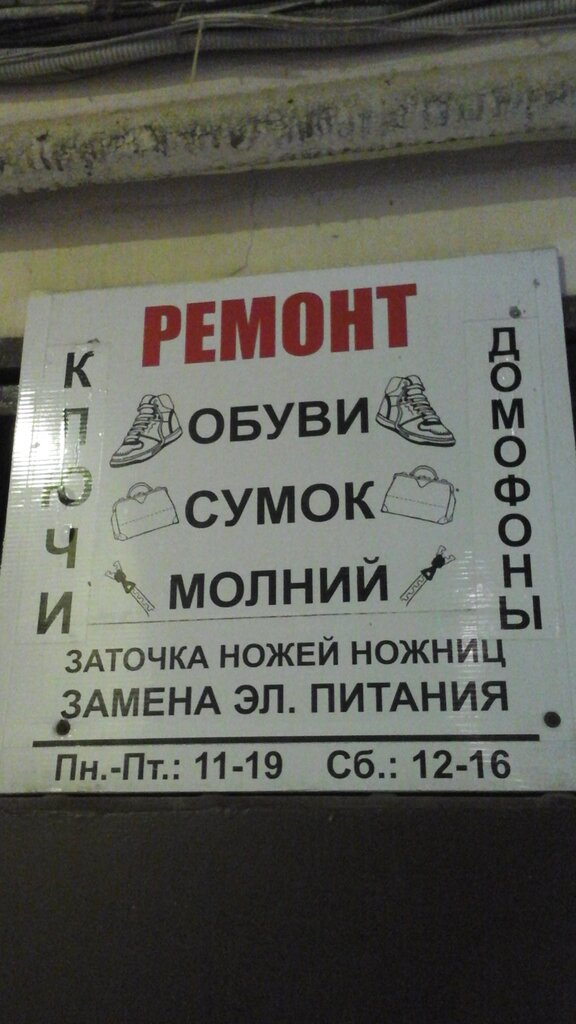 РЕМОНТ
КЛЮЧИ
ОБУВИ
СУМОК
МОЛНИЙ
ДОМОФОНЫ
ЗАТОЧКА НОЖЕЙ НОЖНИЦ
ЗАМЕНА ЭЛ. ПИТАНИЯ
Пн.-Пт.: 11-19 Сб.: 12-16